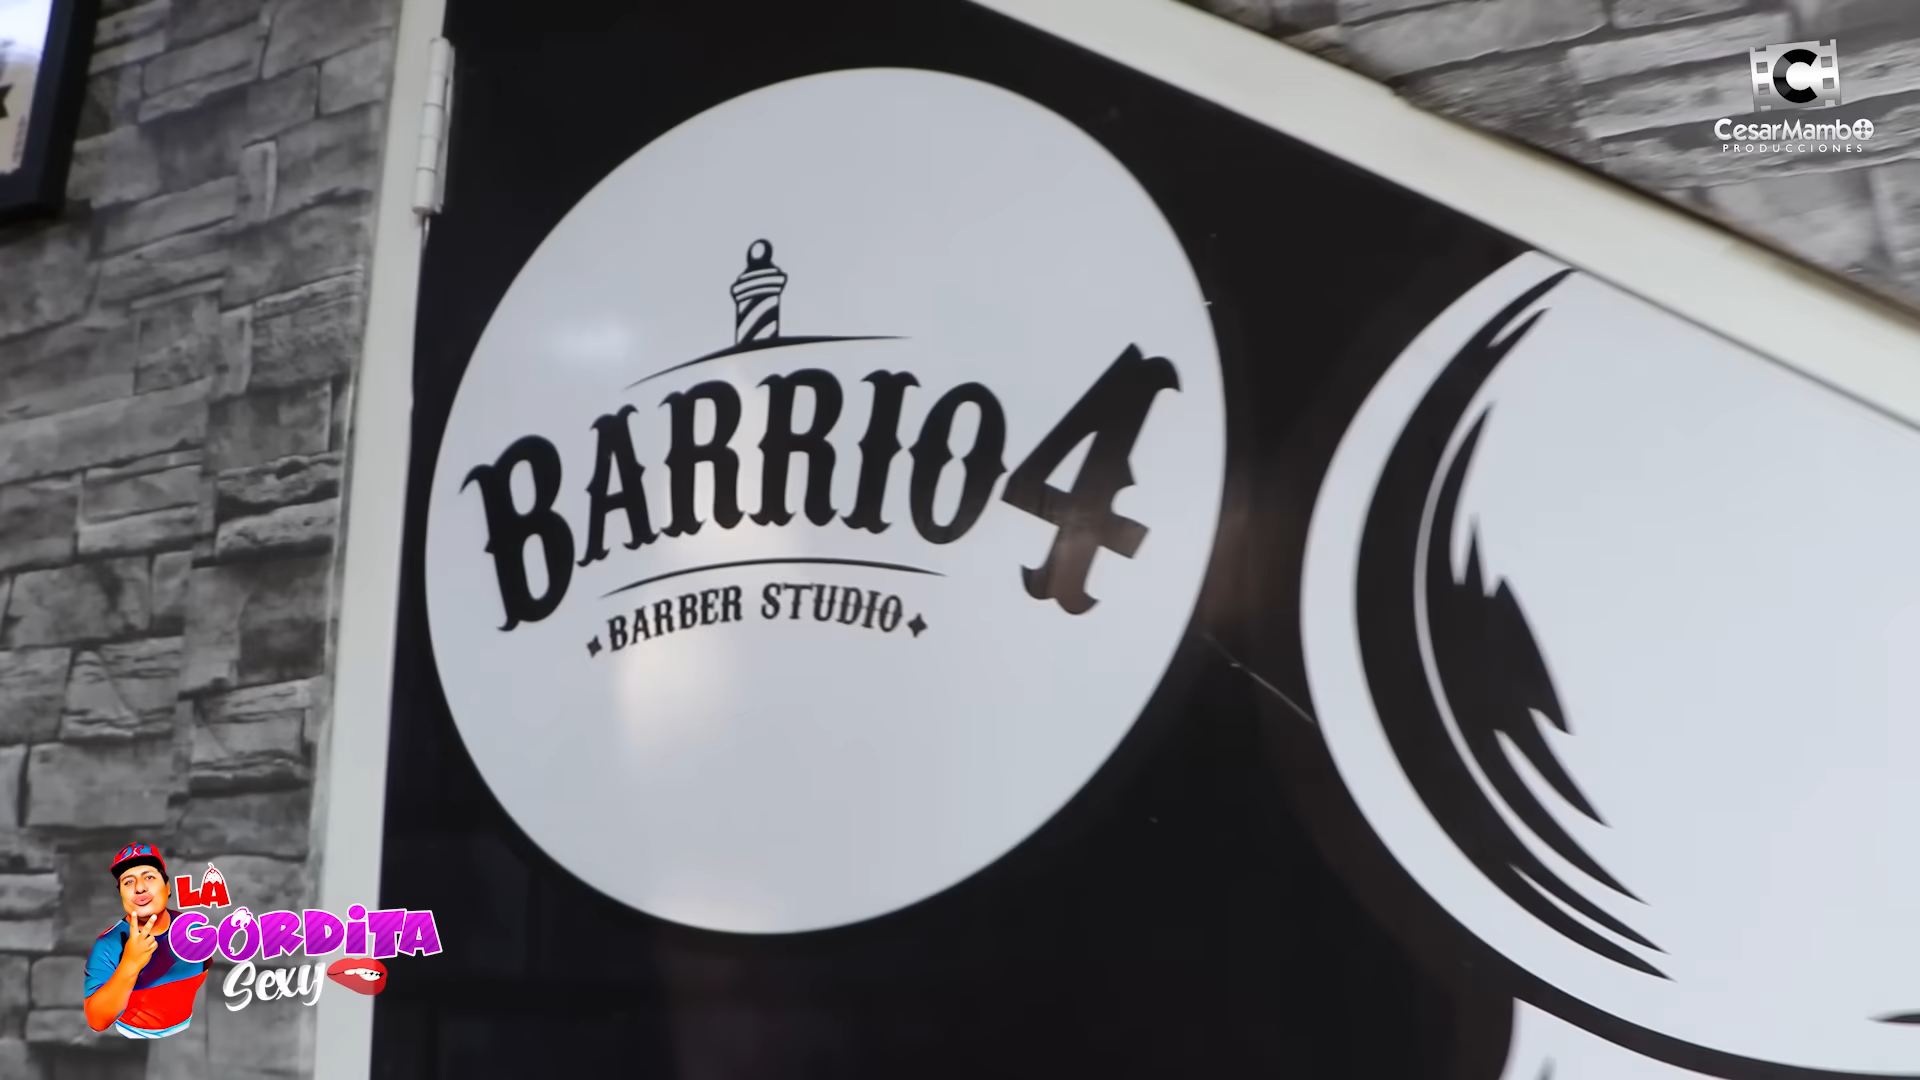 C
CesarMambo
PRODUCCIONES
BARRIO4
BARBER STUDIO
LA
GORDITA
Sexy